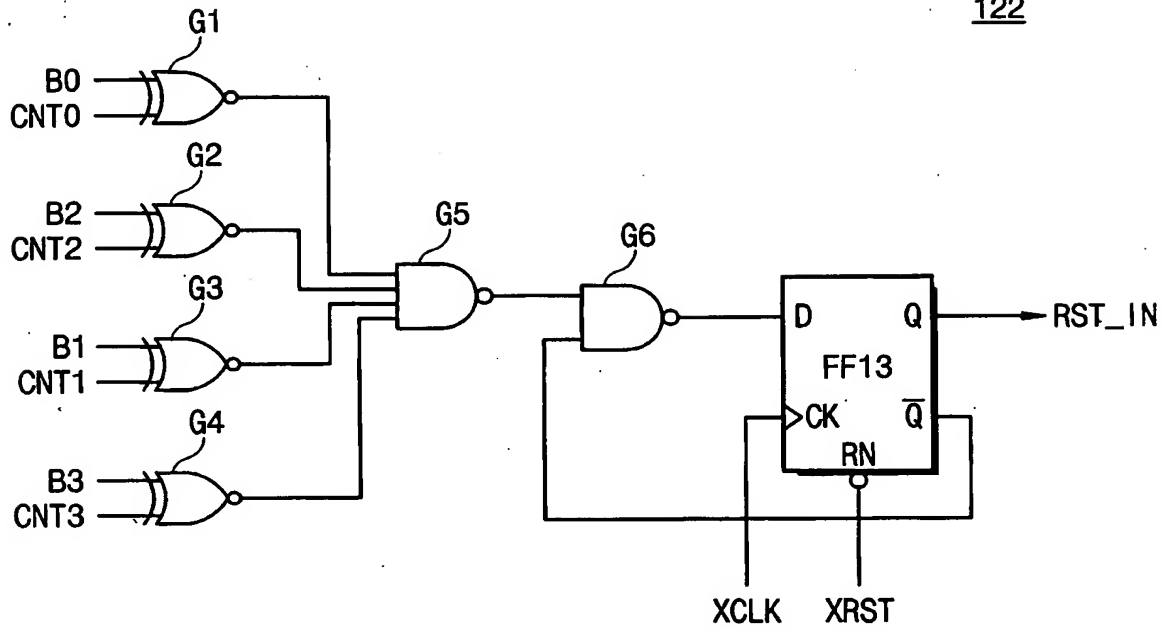 122
G1
B0
CNT0
G2
B2
CNT2
G3
B1
CNT1
G4
B3
CNT3
G5
G6
D Q
FF13
CK Q̅
RN
RST_IN
XCLK XRST